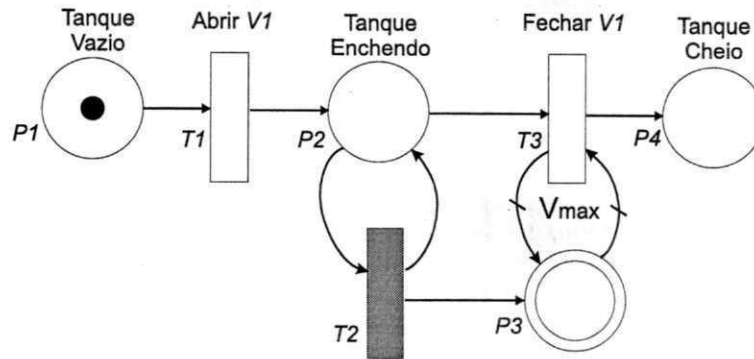 Tanque
Vazio
Abrir V1
Tanque
Enchendo
Fechar V1
Tanque
Cheio
P1
T1
P2
T3
P4
Vmax
T2
P3